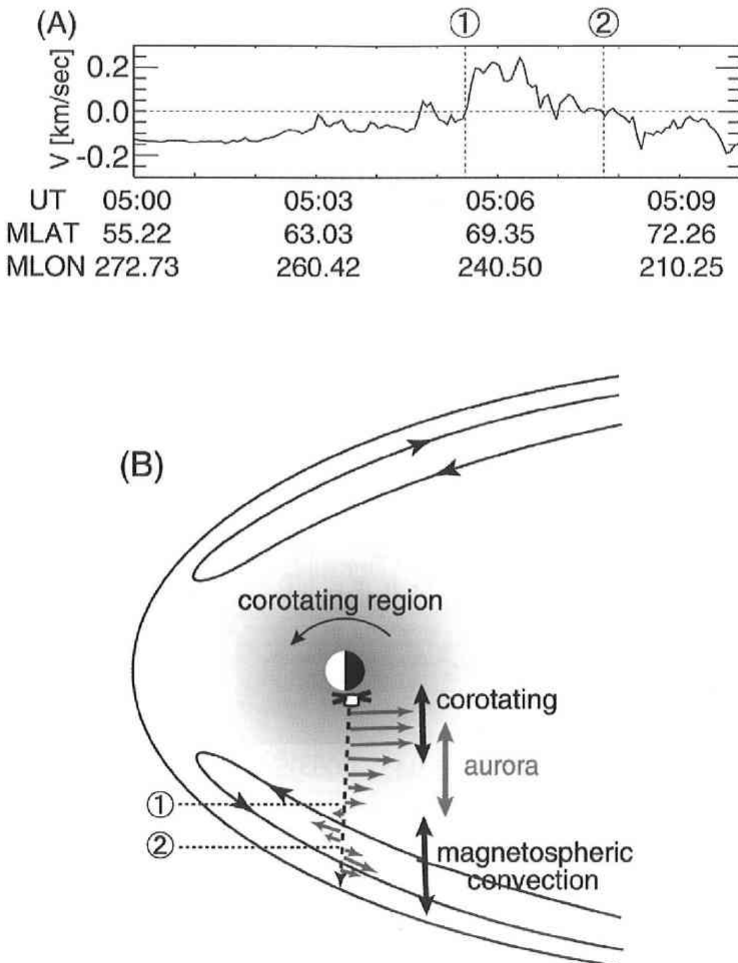 (A)
① ②
V [km/sec]
0.2
0.0
-0.2
UT 05:00 05:03 05:06 05:09
MLAT 55.22 63.03 69.35 72.26
MLON 272.73 260.42 240.50 210.25
(B)
corotating region
corotating
aurora
①
②
magnetospheric
convection